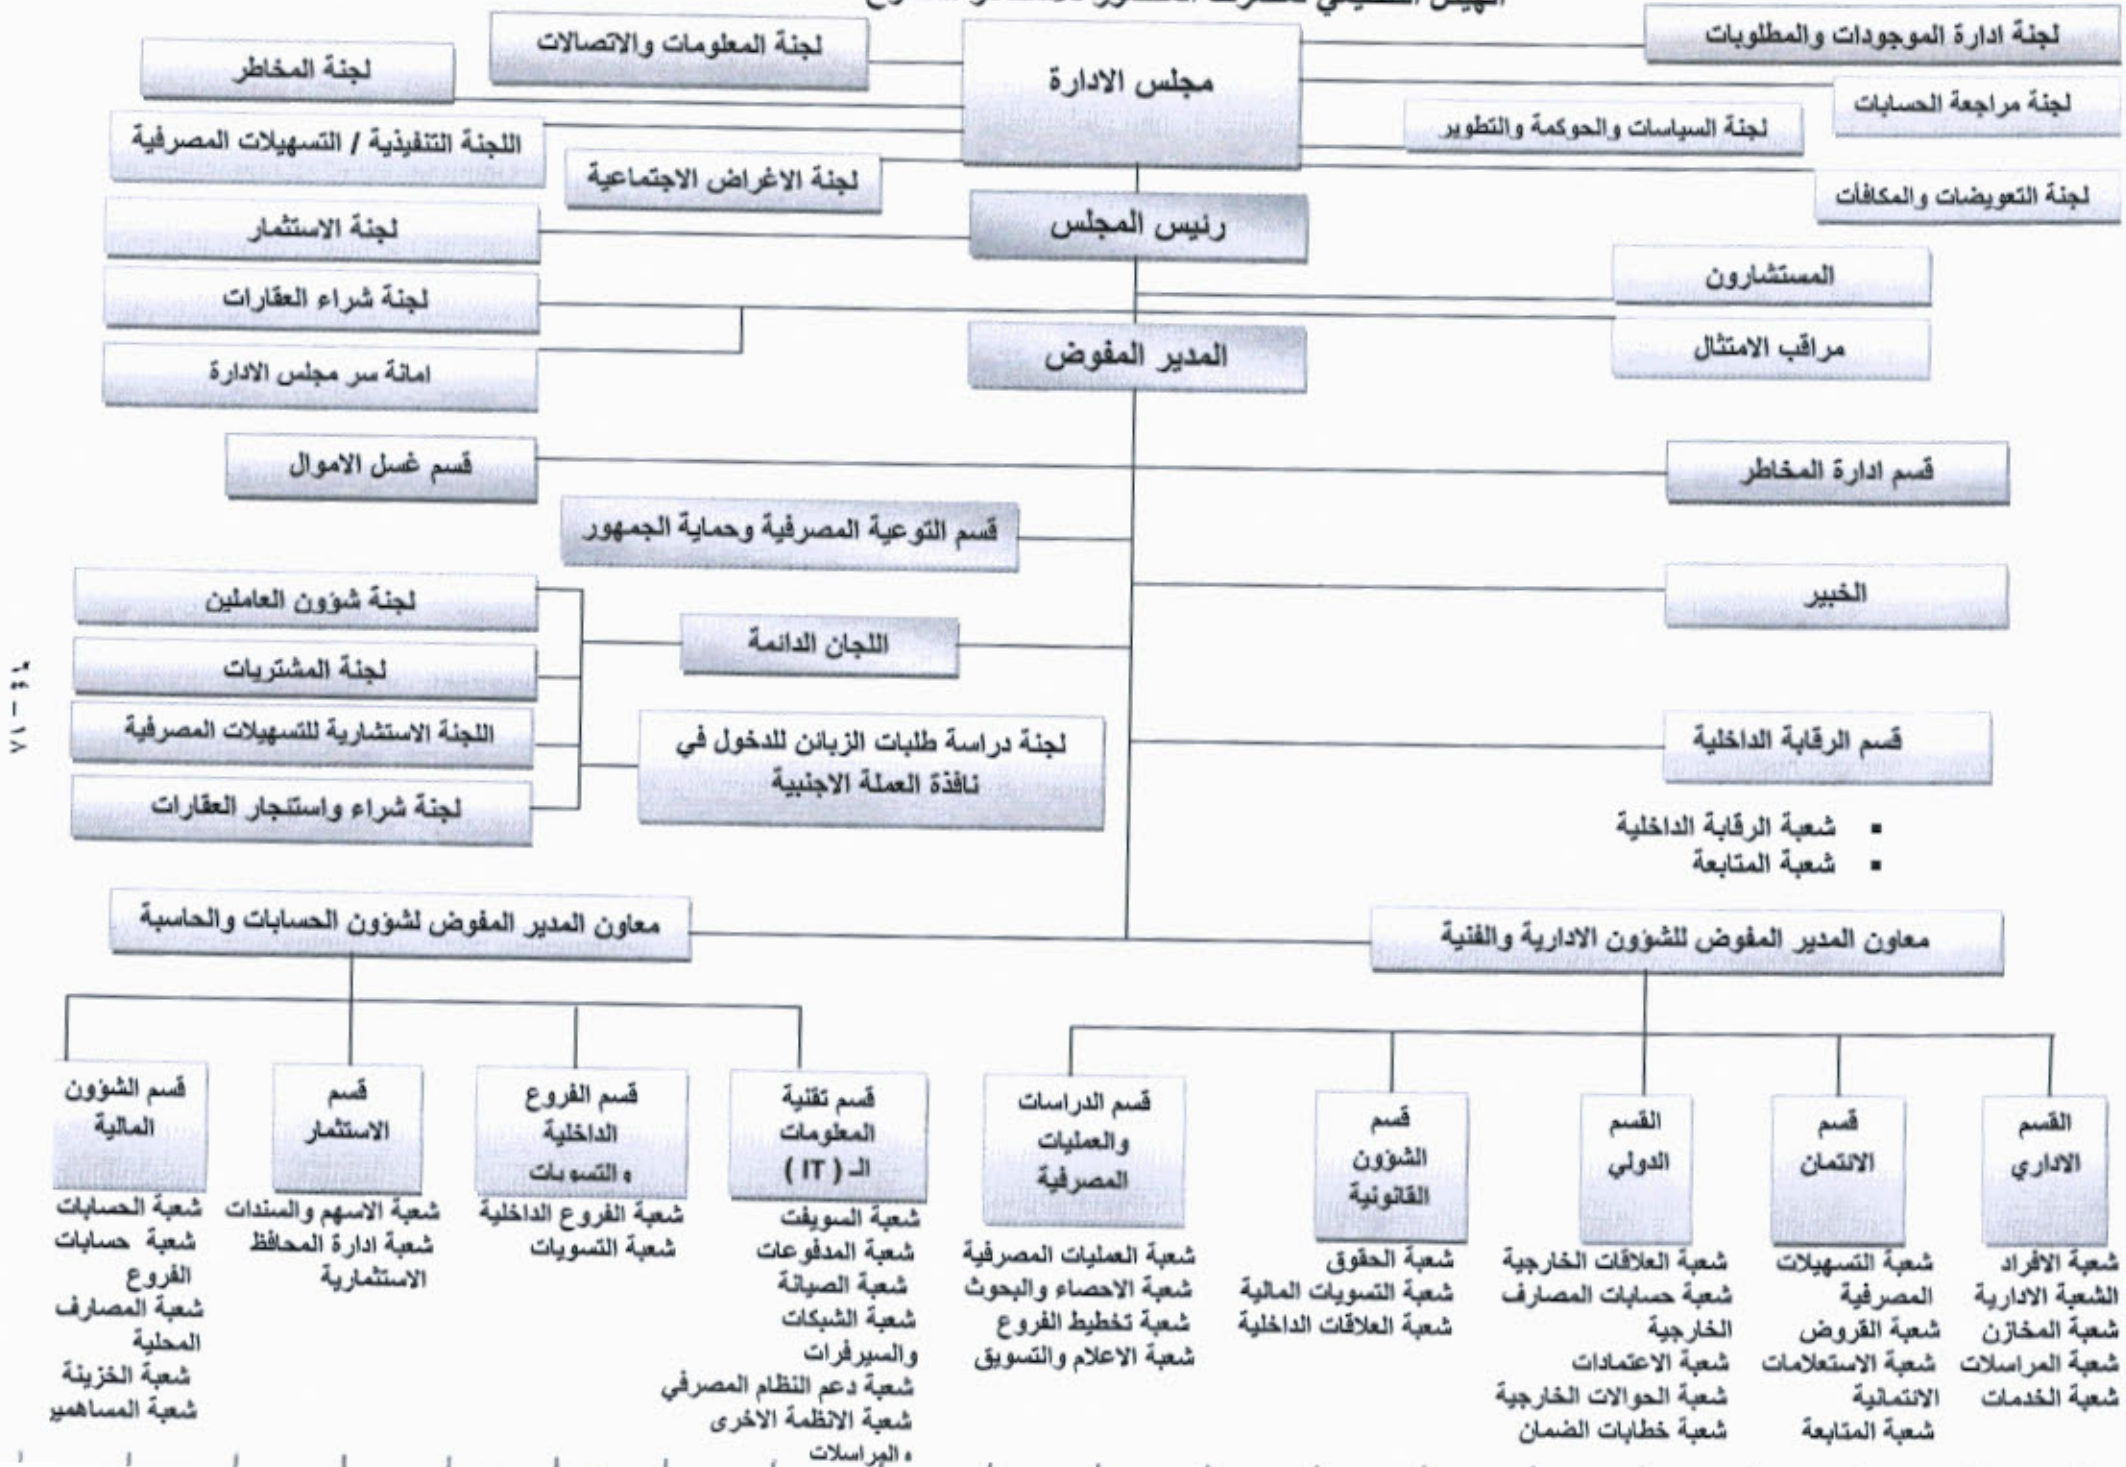 لجنة ادارة الموجودات والمطلوبات
لجنة المعلومات والاتصالات
مجلس الادارة
لجنة المخاطر
لجنة مراجعة الحسابات
لجنة السياسات والحوكمة والتطوير
اللجنة التنفيذية / التسهيلات المصرفية
لجنة الاغراض الاجتماعية
لجنة التعويضات والمكافأت
رئيس المجلس
لجنة الاستثمار
المستشارون
لجنة شراء العقارات
مراقب الامتثال
المدير المفوض
امانة سر مجلس الادارة
قسم ادارة المخاطر
قسم غسل الاموال
قسم التوعية المصرفية وحماية الجمهور
الخبير
لجنة شؤون العاملين
اللجان الدائمة
لجنة المشتريات
اللجنة الاستشارية للتسهيلات المصرفية
لجنة شراء واستئجار العقارات
لجنة دراسة طلبات الزبائن للدخول في
نافذة العملة الاجنبية
قسم الرقابة الداخلية
▪ شعبة الرقابة الداخلية
▪ شعبة المتابعة
معاون المدير المفوض للشؤون الادارية والفنية
معاون المدير المفوض لشؤون الحسابات والحاسبة
القسم
الاداري
شعبة الافراد
الشعبة الادارية
شعبة المخازن
شعبة المراسلات
شعبة الخدمات
قسم
الائتمان
شعبة التسهيلات
المصرفية
شعبة القروض
شعبة الاستعلامات
الائتمانية
شعبة المتابعة
القسم
الدولي
شعبة العلاقات الخارجية
شعبة حسابات المصارف
الخارجية
شعبة الاعتمادات
شعبة الحوالات الخارجية
شعبة خطابات الضمان
قسم
الشؤون
القانونية
شعبة الحقوق
شعبة التسويات المالية
شعبة العلاقات الداخلية
قسم الدراسات
والعمليات
المصرفية
شعبة العمليات المصرفية
شعبة الاحصاء والبحوث
شعبة تخطيط الفروع
شعبة الاعلام والتسويق
قسم تقنية
المعلومات
الـ ( IT )
شعبة السويفت
شعبة المدفوعات
شعبة الصيانة
شعبة الشبكات
والسيرفرات
شعبة دعم النظام المصرفي
شعبة الانظمة الاخرى
والمراسلات
قسم الفروع
الداخلية
والتسويات
شعبة الفروع الداخلية
شعبة التسويات
قسم
الاستثمار
شعبة الاسهم والسندات
شعبة ادارة المحافظ
الاستثمارية
قسم الشؤون
المالية
شعبة الحسابات
شعبة حسابات
الفروع
شعبة المصارف
المحلية
شعبة الخزينة
شعبة المساهمير